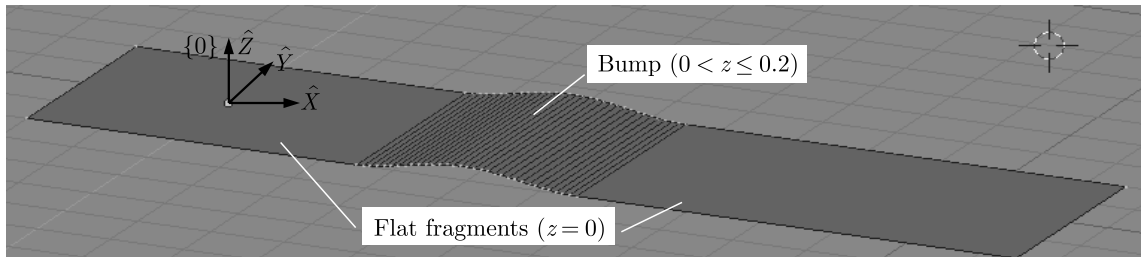 {0}
Ẑ
Ŷ
X̂
Bump (0 < z ≤ 0.2)
Flat fragments (z = 0)